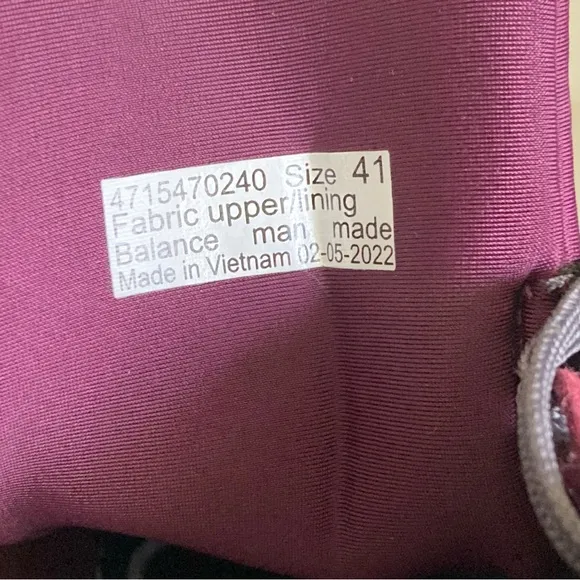 4715470240 Size 41
Fabric upper/lining
Balance man made
Made in Vietnam 02-05-2022